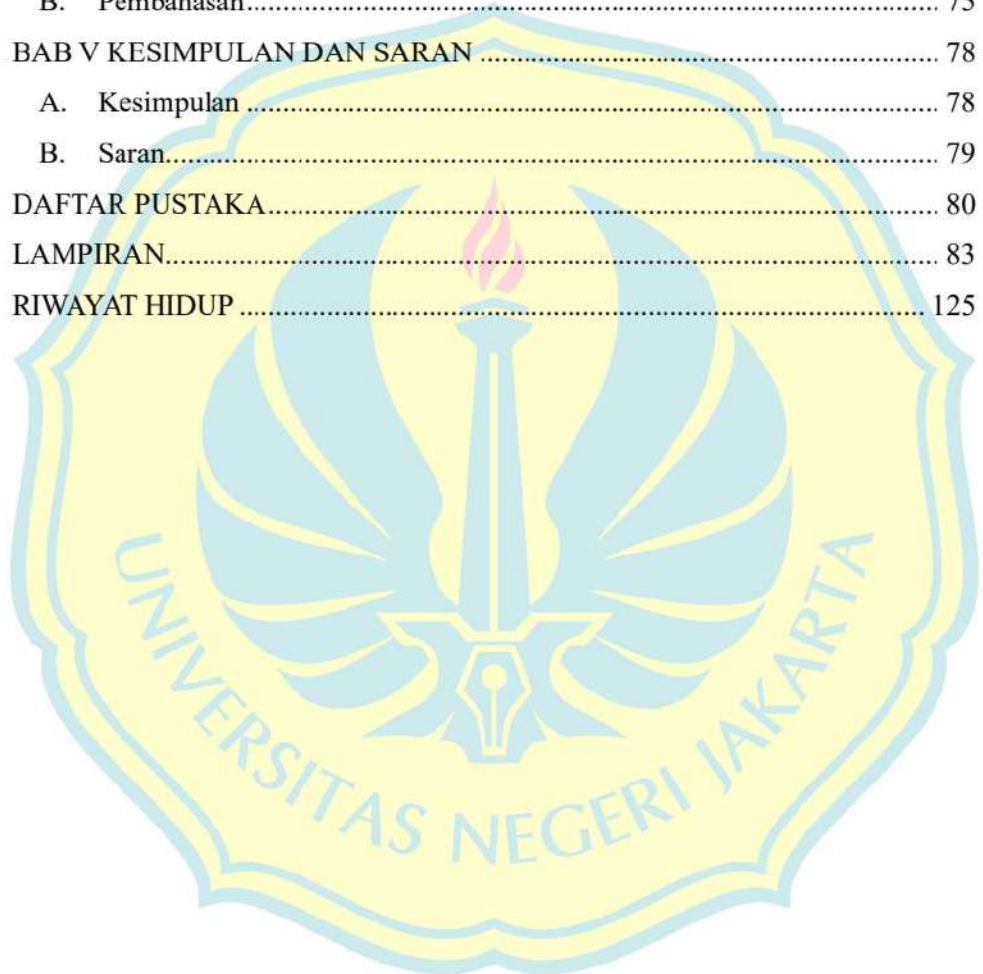 B. Pembahasan.......................................................................................... 75
BAB V KESIMPULAN DAN SARAN ............................................................ 78
A. Kesimpulan .......................................................................................... 78
B. Saran..................................................................................................... 79
DAFTAR PUSTAKA....................................................................................... 80
LAMPIRAN.................................................................................................... 83
RIWAYAT HIDUP ......................................................................................... 125
UNIVERSITAS NEGERI JAKARTA